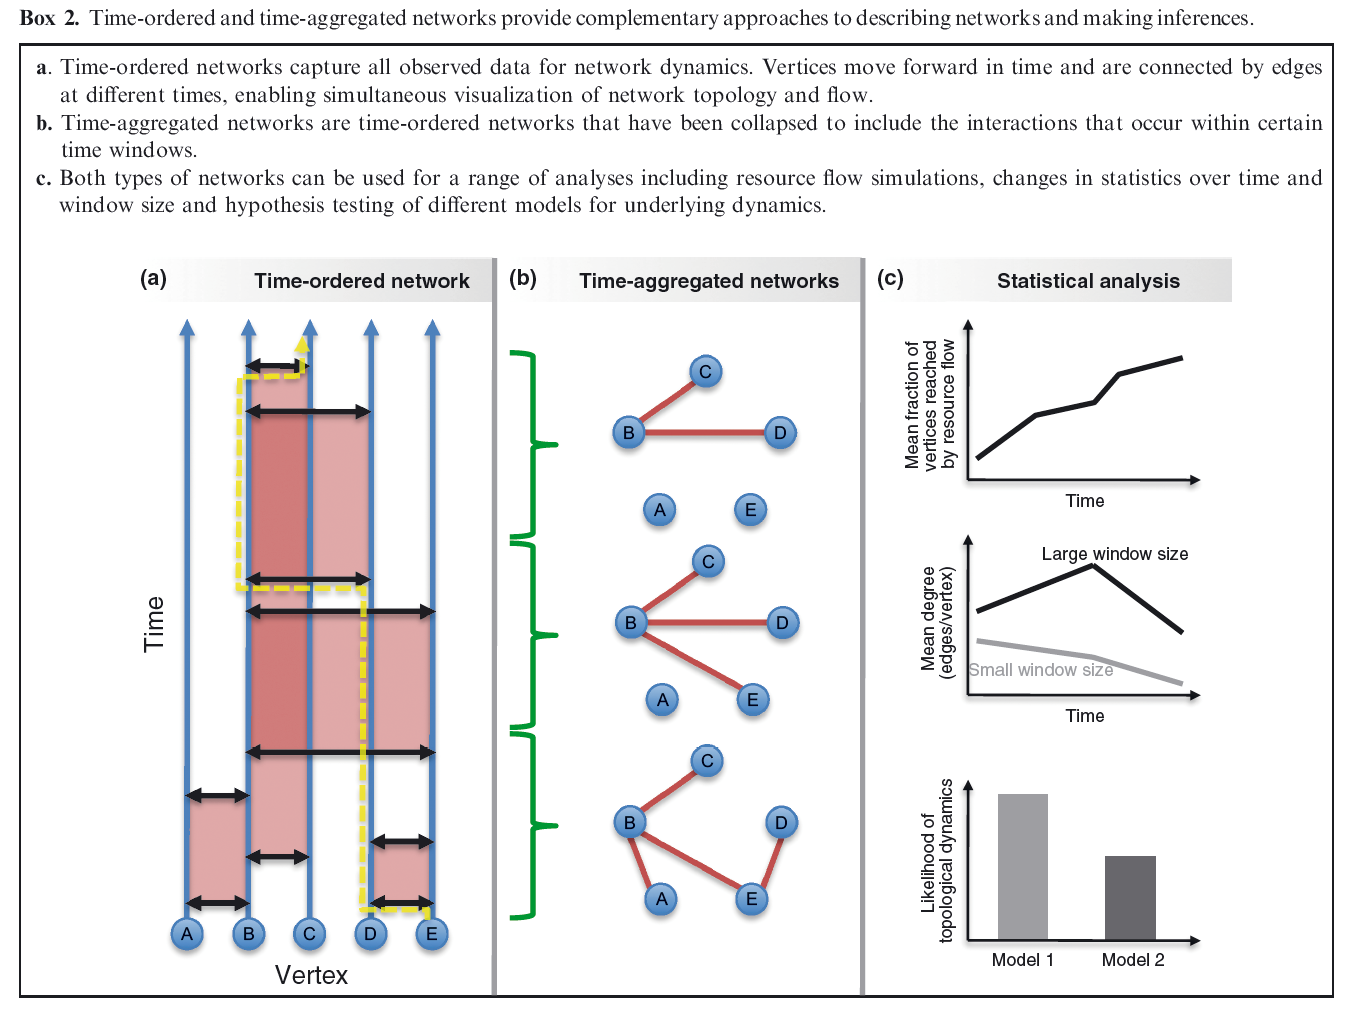 Box 2. Time-ordered and time-aggregated networks provide complementary approaches to describing networks and making inferences.
a. Time-ordered networks capture all observed data for network dynamics. Vertices move forward in time and are connected by edges
at different times, enabling simultaneous visualization of network topology and flow.
b. Time-aggregated networks are time-ordered networks that have been collapsed to include the interactions that occur within certain
time windows.
c. Both types of networks can be used for a range of analyses including resource flow simulations, changes in statistics over time and
window size and hypothesis testing of different models for underlying dynamics.
(a) Time-ordered network
Time
A B C D E
Vertex
(b) Time-aggregated networks
C
B D
A E
C
B D
A E
C
B D
A E
(c) Statistical analysis
Mean fraction of
vertices reached
by resource flow
Time
Mean degree
(edges/vertex)
Large window size
Small window size
Time
Likelihood of
topological dynamics
Model 1 Model 2